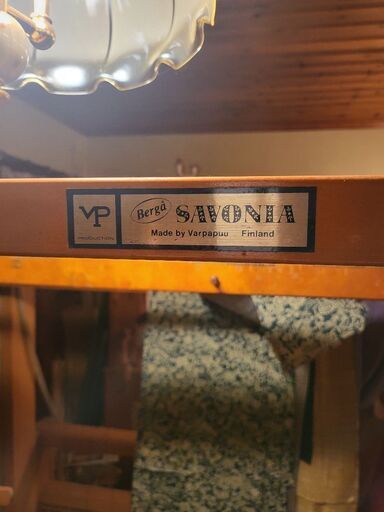 VP
PRODUCTION
Bergå SAVONIA
Made by Varpapuu Finland